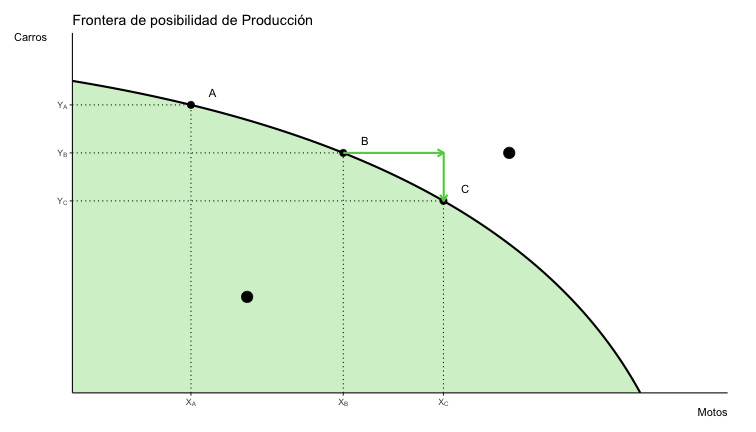 Frontera de posibilidad de Producción
Carros
A
Y_A
B
Y_B
C
Y_C
X_A
X_B
X_C
Motos